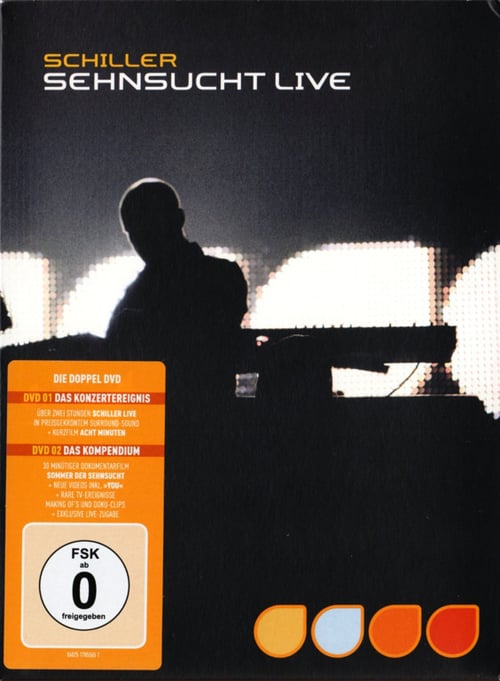 SCHILLER
SEHNSUCHT LIVE
DIE DOPPEL DVD
DVD 01 DAS KONZERTEREIGNIS
ÜBER ZWEI STUNDEN SCHILLER LIVE
IN PREISGEKRÖNTEM SURROUND-SOUND
+ KURZFILM ACHT MINUTEN
DVD 02 DAS KOMPENDIUM
30 MINÜTIGER DOKUMENTARFILM
SOMMER DER SEHNSUCHT
+ NEUE VIDEOS INKL. »YOU«
+ RARE TV-EREIGNISSE
MAKING OF'S UND DOKU-CLIPS
+ EXKLUSIVE LIVE-ZUGABE
FSK
ab
0
freigegeben